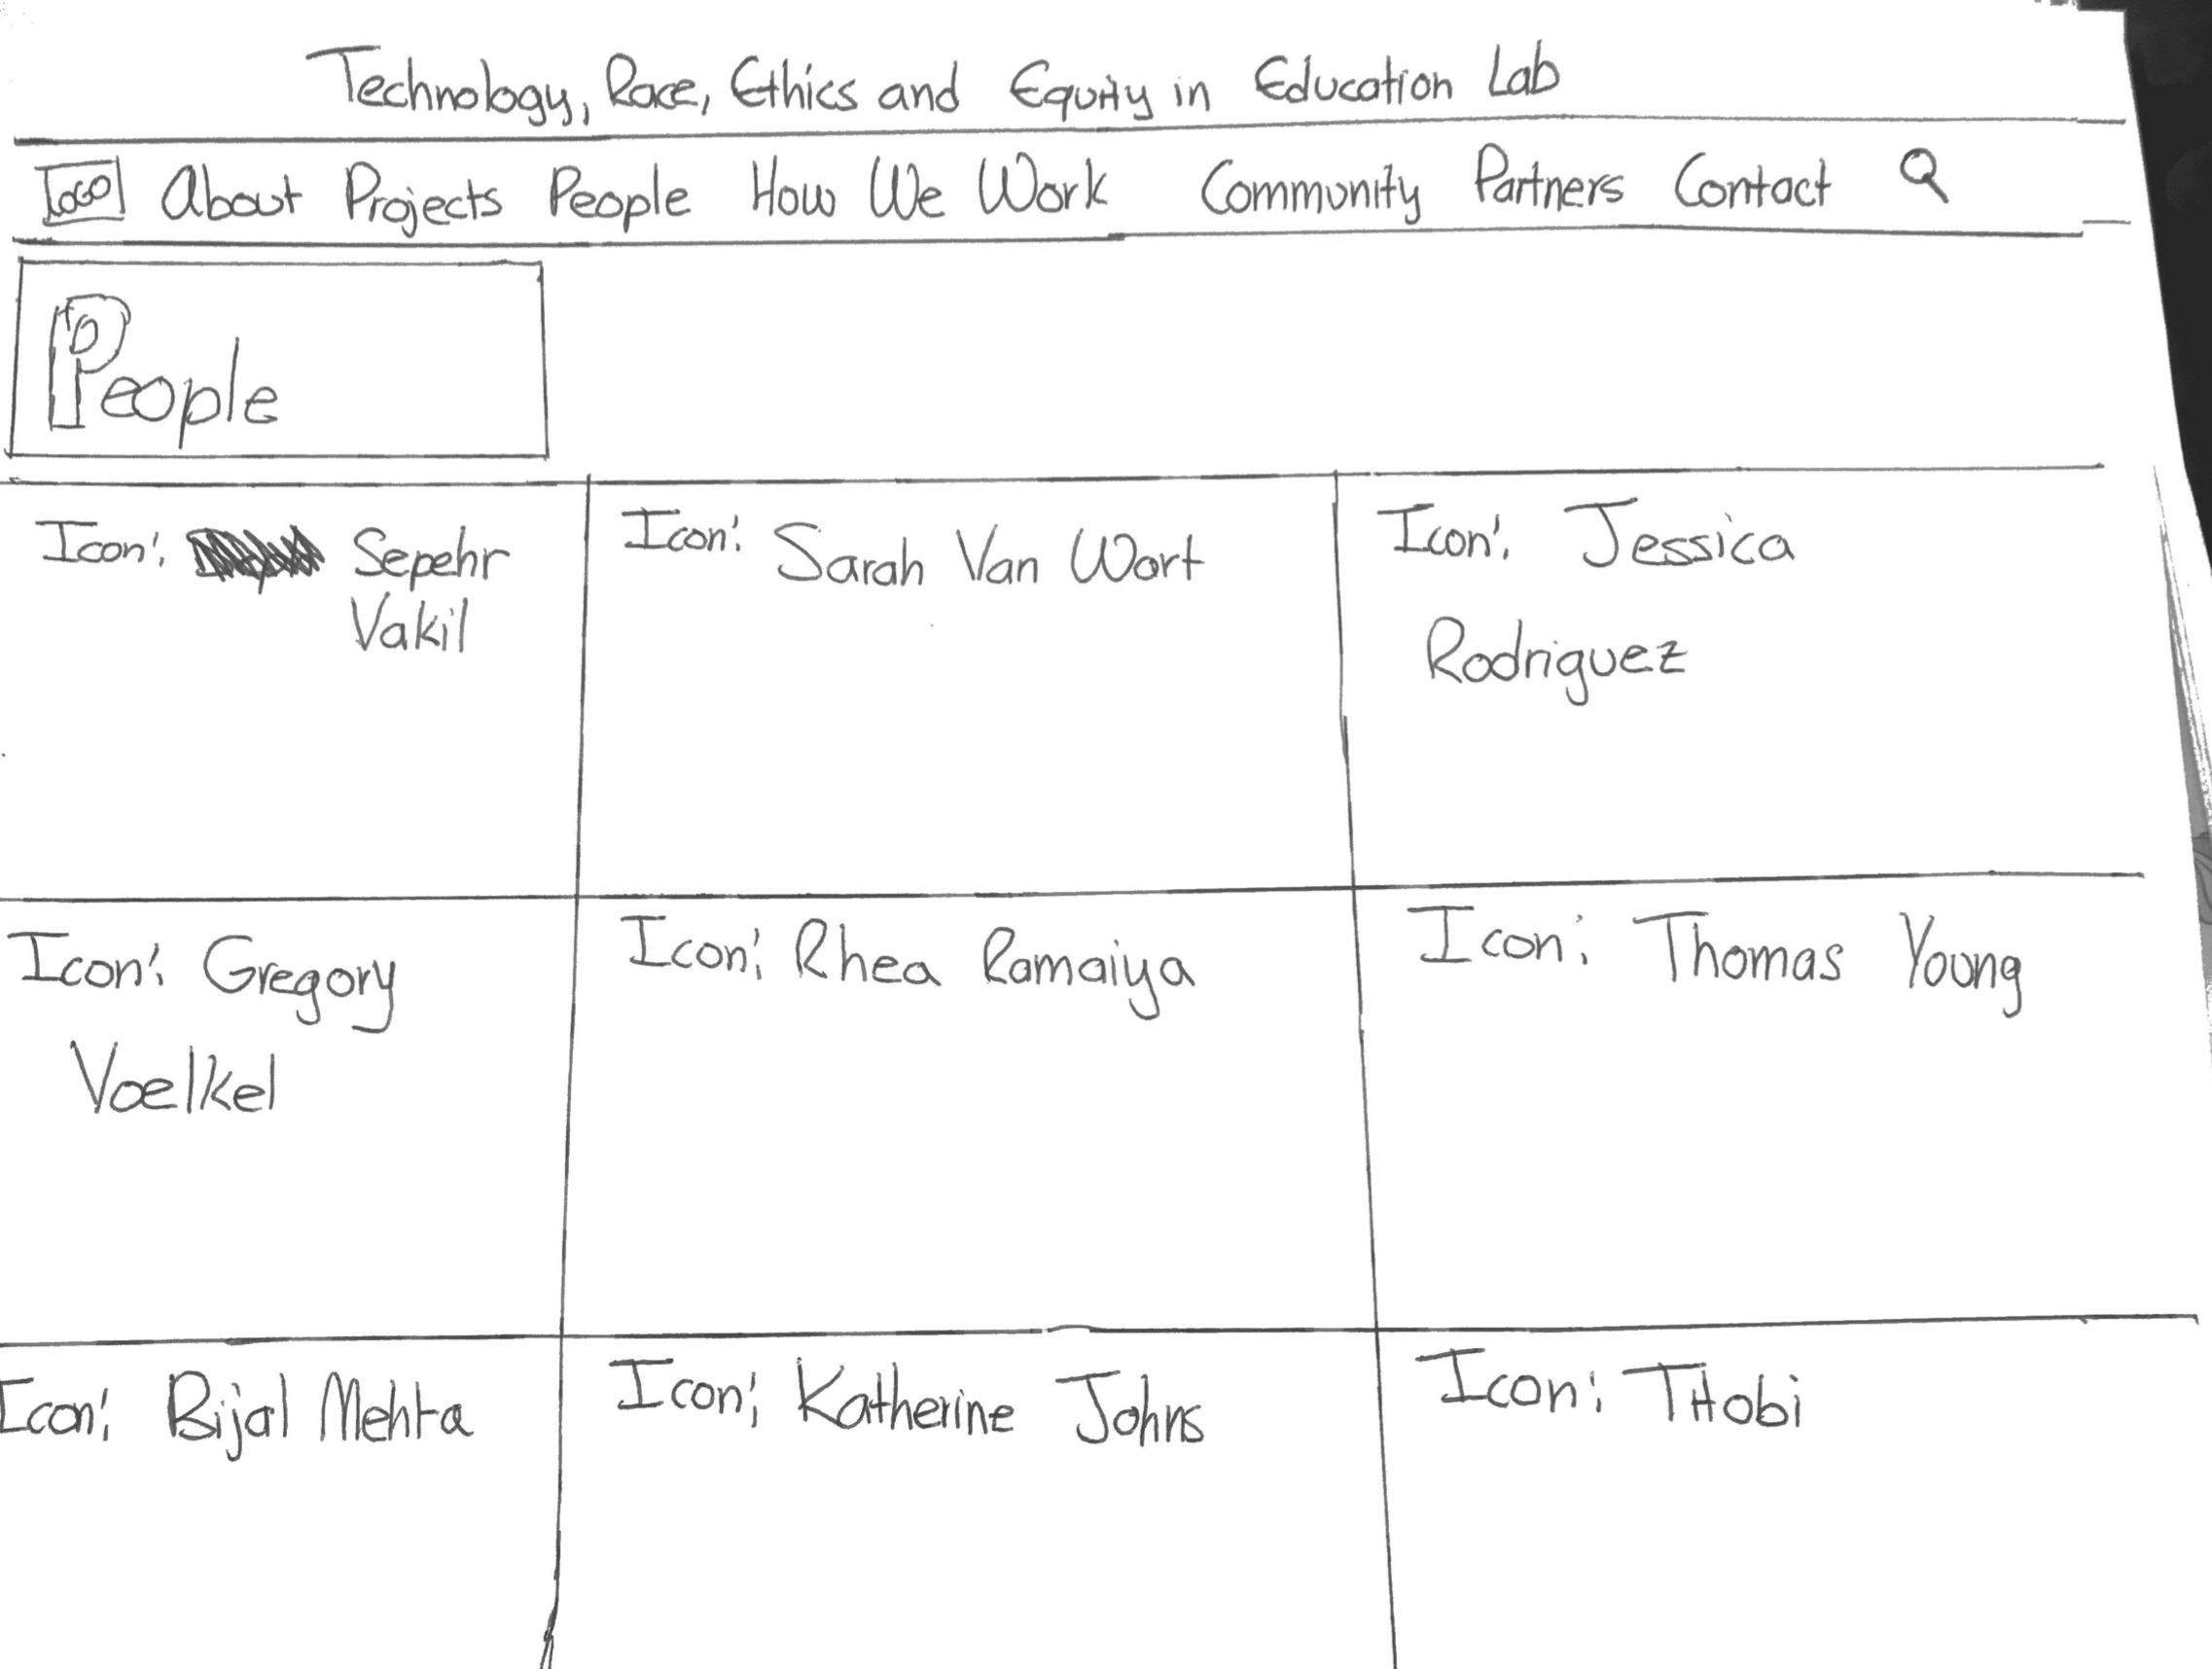 Technology, Race, Ethics and Equity in Education Lab
LOGO About Projects People How We Work Community Partners Contact
People
Icon: Sepehr
Vakil
Icon: Sarah Van Wart
Icon: Jessica
Rodriguez
Icon: Gregory
Voelkel
Icon: Rhea Ramaiya
Icon: Thomas Young
Icon: Bijal Mehta
Icon: Katherine Johns
Icon: THobi